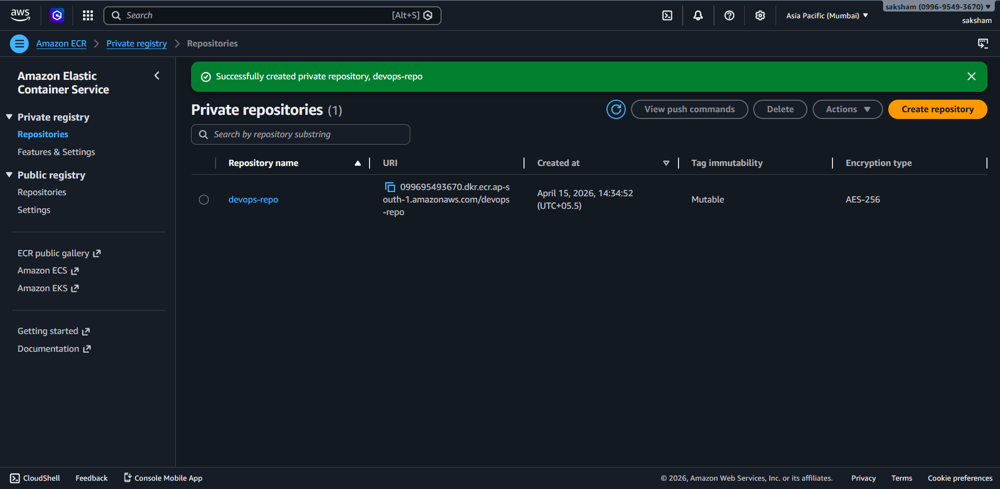 aws
Search
[Alt+S]
Asia Pacific (Mumbai)
saksham (0996-9549-3670)
saksham
Amazon ECR
Private registry
Repositories
Amazon Elastic
Container Service
Private registry
Repositories
Features & Settings
Public registry
Repositories
Settings
ECR public gallery
Amazon ECS
Amazon EKS
Getting started
Documentation
Successfully created private repository, devops-repo
Private repositories (1)
View push commands
Delete
Actions
Create repository
Search by repository substring
Repository name
URI
Created at
Tag immutability
Encryption type
devops-repo
099695493670.dkr.ecr.ap-s
outh-1.amazonaws.com/devops
-repo
April 15, 2026, 14:34:52
(UTC+05.5)
Mutable
AES-256
CloudShell
Feedback
Console Mobile App
© 2026, Amazon Web Services, Inc. or its affiliates.
Privacy
Terms
Cookie preferences